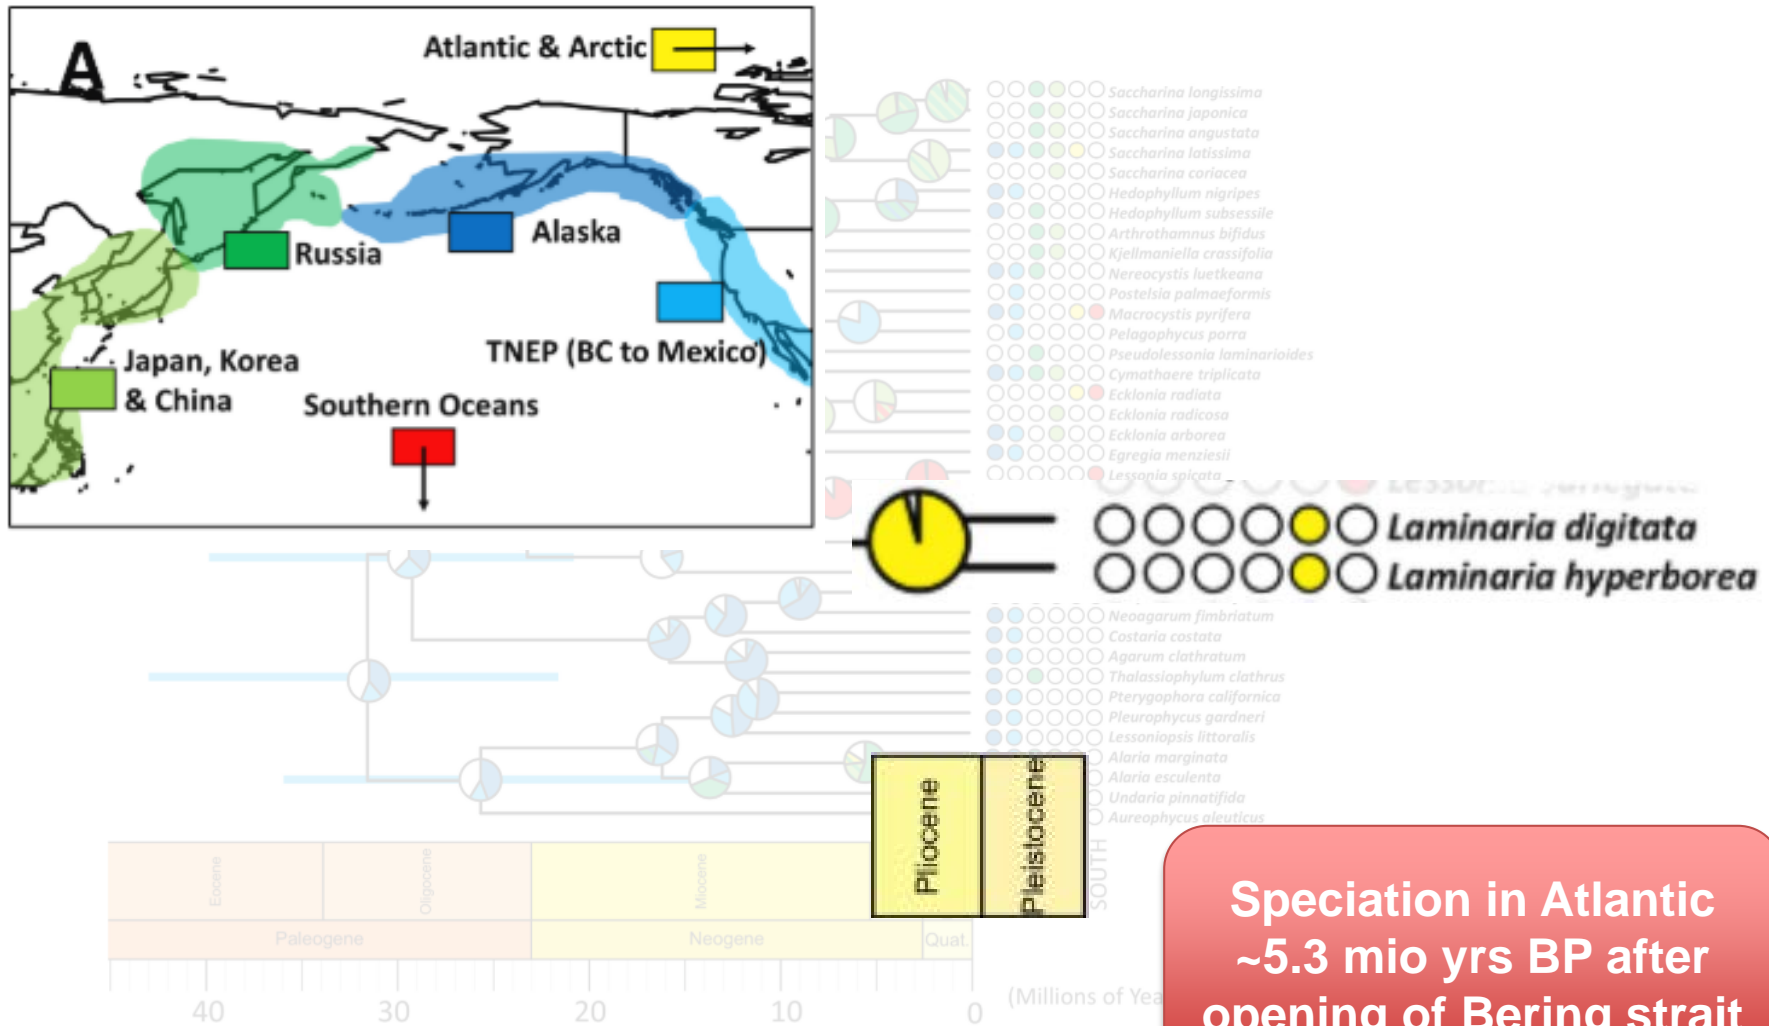 A
Atlantic & Arctic
Russia
Alaska
TNEP (BC to Mexico)
Japan, Korea
& China
Southern Oceans
Saccharina longissima
Saccharina japonica
Saccharina angustata
Saccharina latissima
Saccharina coriacea
Hedophyllum nigripes
Hedophyllum subsessile
Arthrothamnus bifidus
Kjellmaniella crassifolia
Nereocystis luetkeana
Postelsia palmaeformis
Macrocystis pyrifera
Pelagophycus porra
Pseudolessonia laminarioides
Cymathaere triplicata
Ecklonia radiata
Ecklonia radicosa
Ecklonia arborea
Egregia menziesii
Lessonia spicata
Laminaria digitata
Laminaria hyperborea
Neoagarum fimbriatum
Costaria costata
Agarum clathratum
Thalassiophylum clathrus
Pterygophora californica
Pleurophycus gardneri
Lessoniopsis littoralis
Alaria marginata
Alaria esculenta
Undaria pinnatifida
Aureophycus aleuticus
Eocene
Oligocene
Miocene
Pliocene
Pleistocene
SOUTH
Paleogene
Neogene
Quat.
40
30
20
10
0
(Millions of Yea
Speciation in Atlantic
~5.3 mio yrs BP after
opening of Bering strait